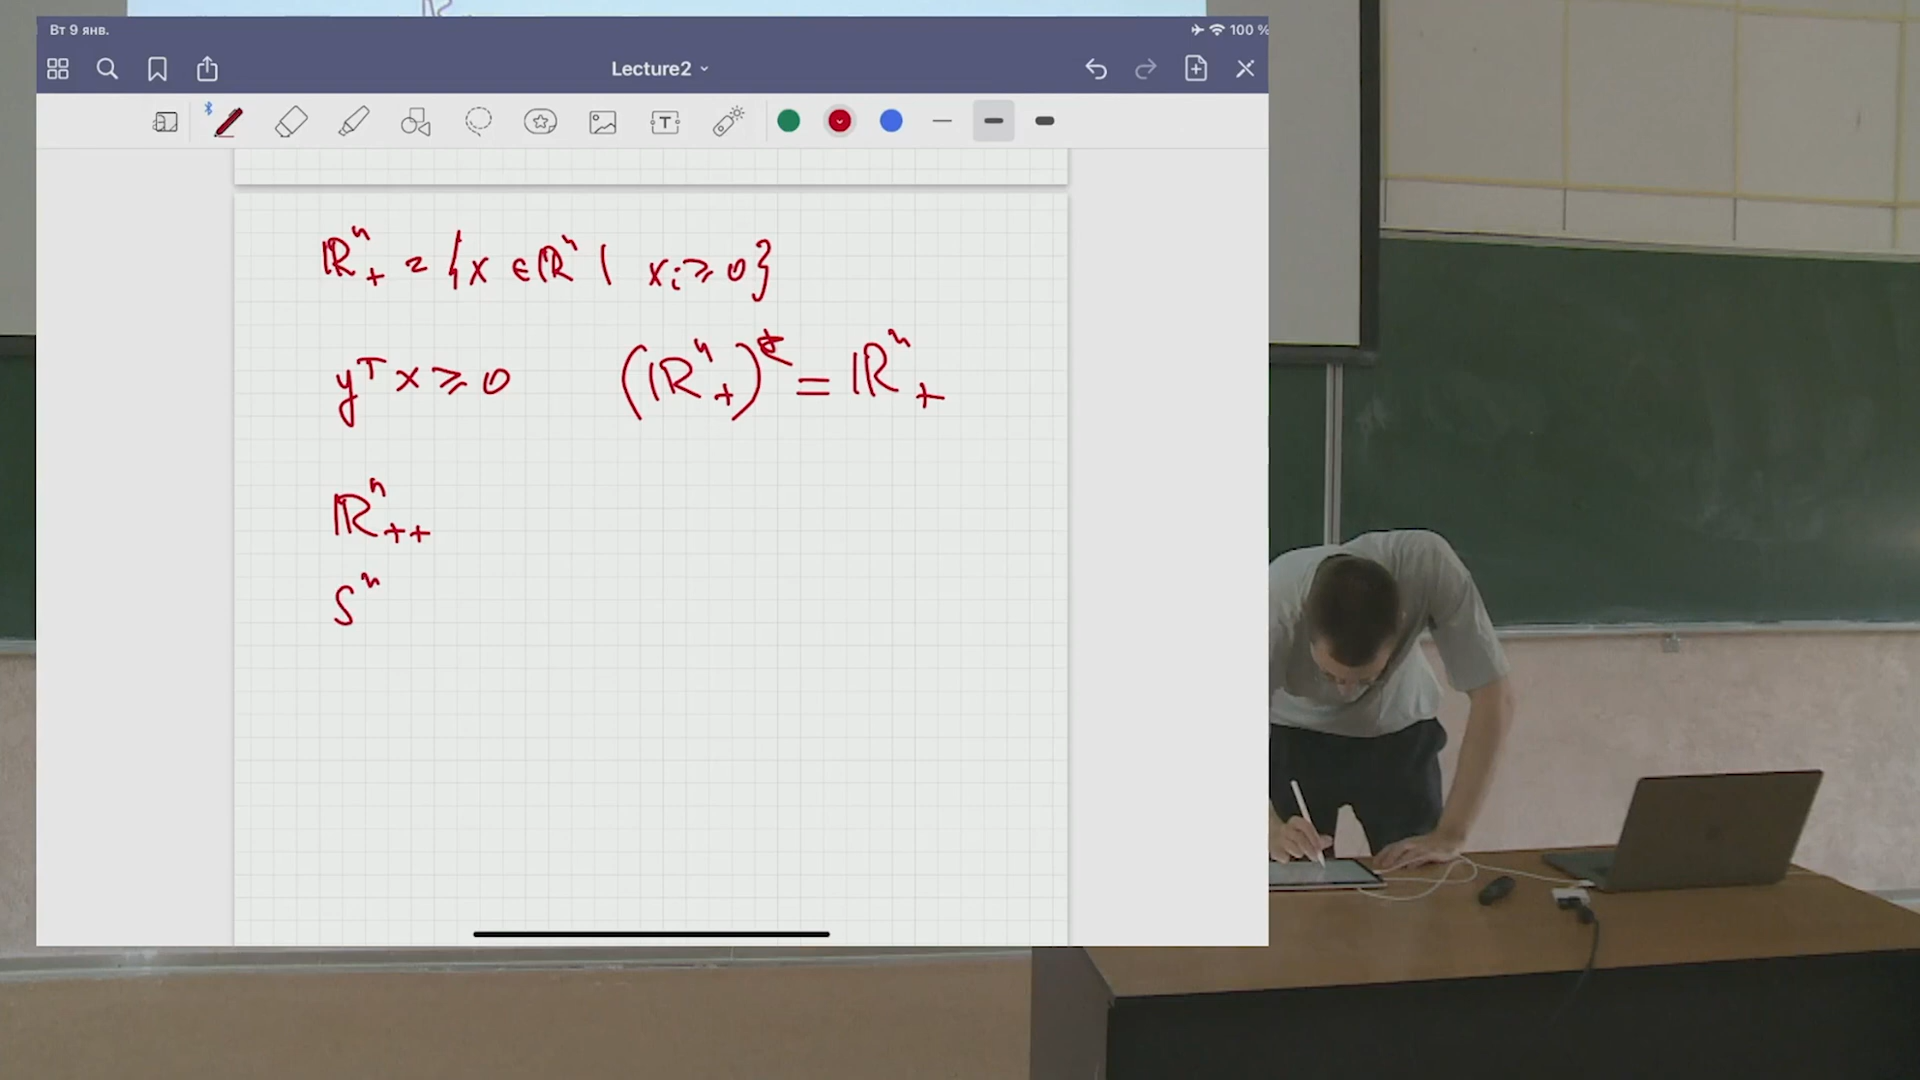 Вт 9 янв.
100 %
Lecture2
T
ℝⁿ₊ = {x ∈ ℝⁿ | xᵢ ≥ 0}
yᵀx ≥ 0 (ℝⁿ₊)* = ℝⁿ₊
ℝⁿ₊₊
Sⁿ